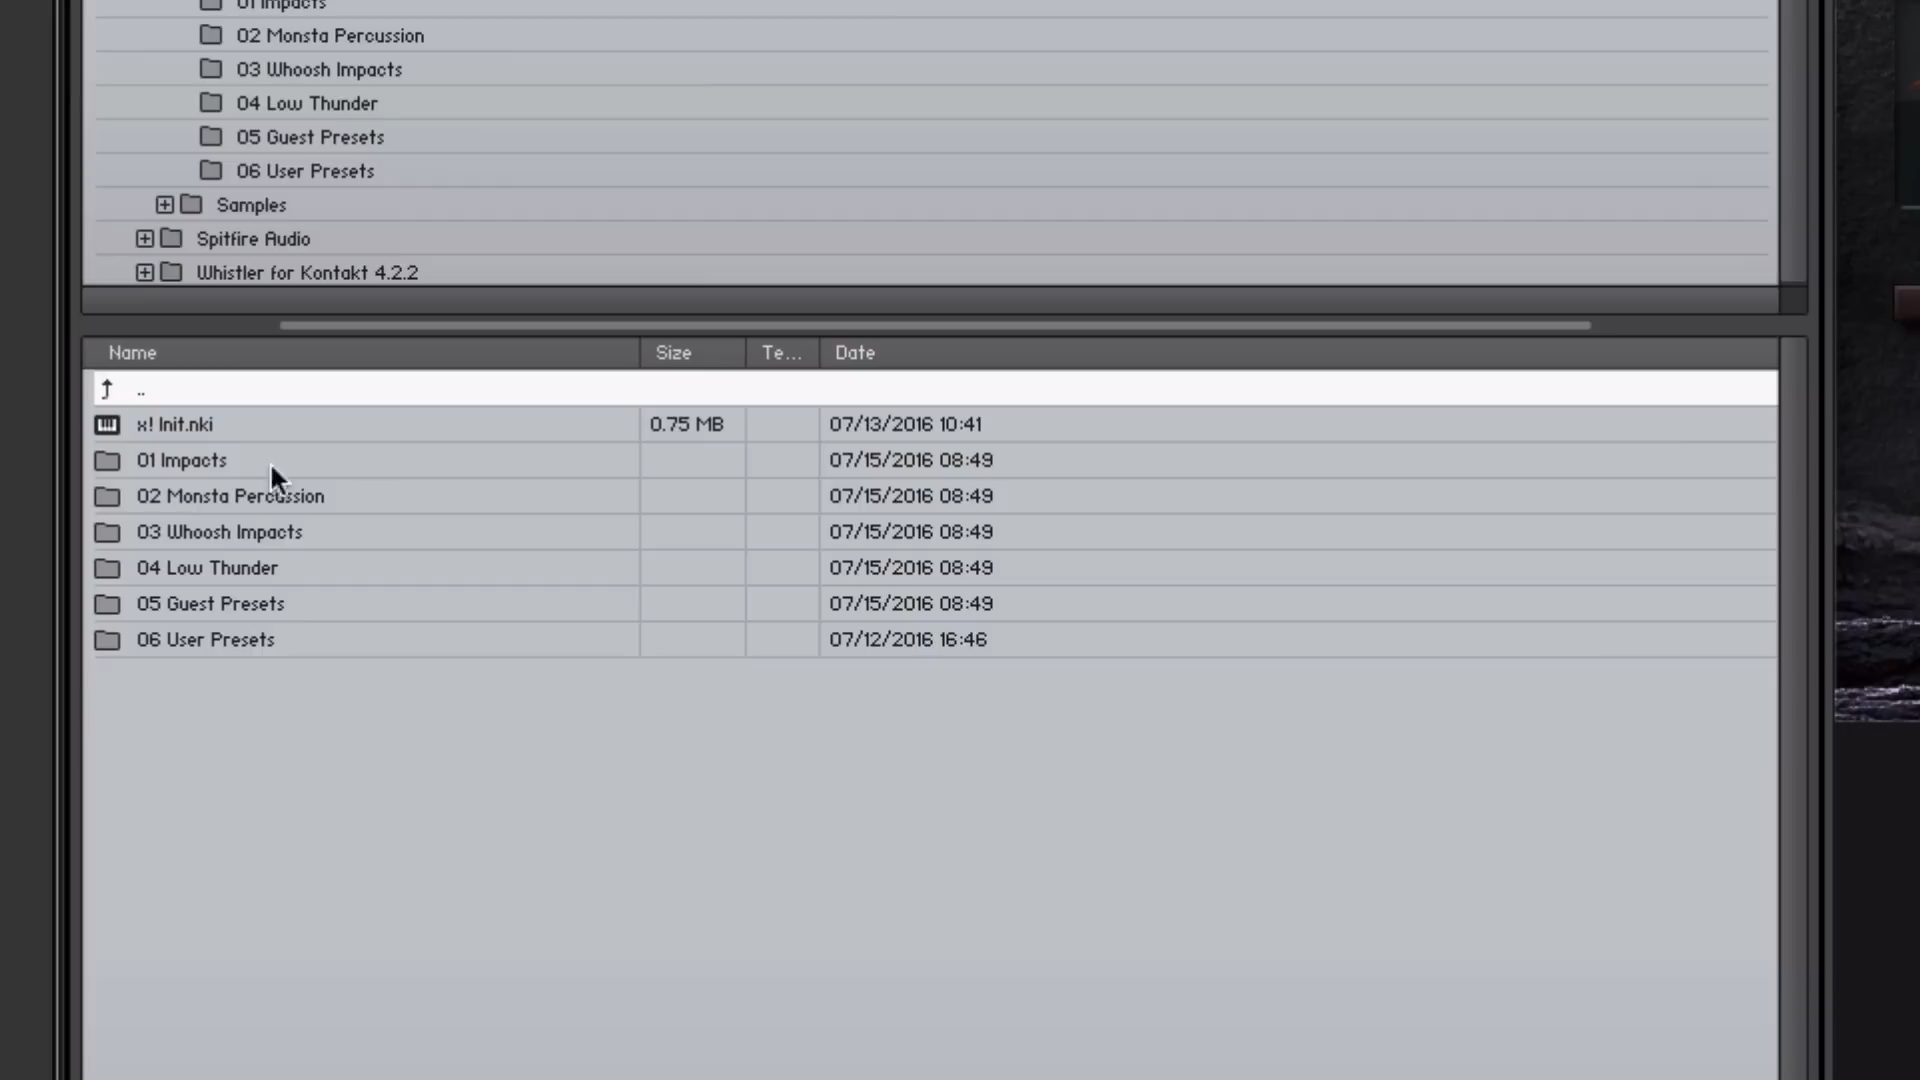 01 Impacts
02 Monsta Percussion
03 Whoosh Impacts
04 Low Thunder
05 Guest Presets
06 User Presets
Samples
Spitfire Audio
Whistler for Kontakt 4.2.2
Name Size Te... Date
..
x! Init.nki 0.75 MB 07/13/2016 10:41
01 Impacts 07/15/2016 08:49
02 Monsta Percussion 07/15/2016 08:49
03 Whoosh Impacts 07/15/2016 08:49
04 Low Thunder 07/15/2016 08:49
05 Guest Presets 07/15/2016 08:49
06 User Presets 07/12/2016 16:46